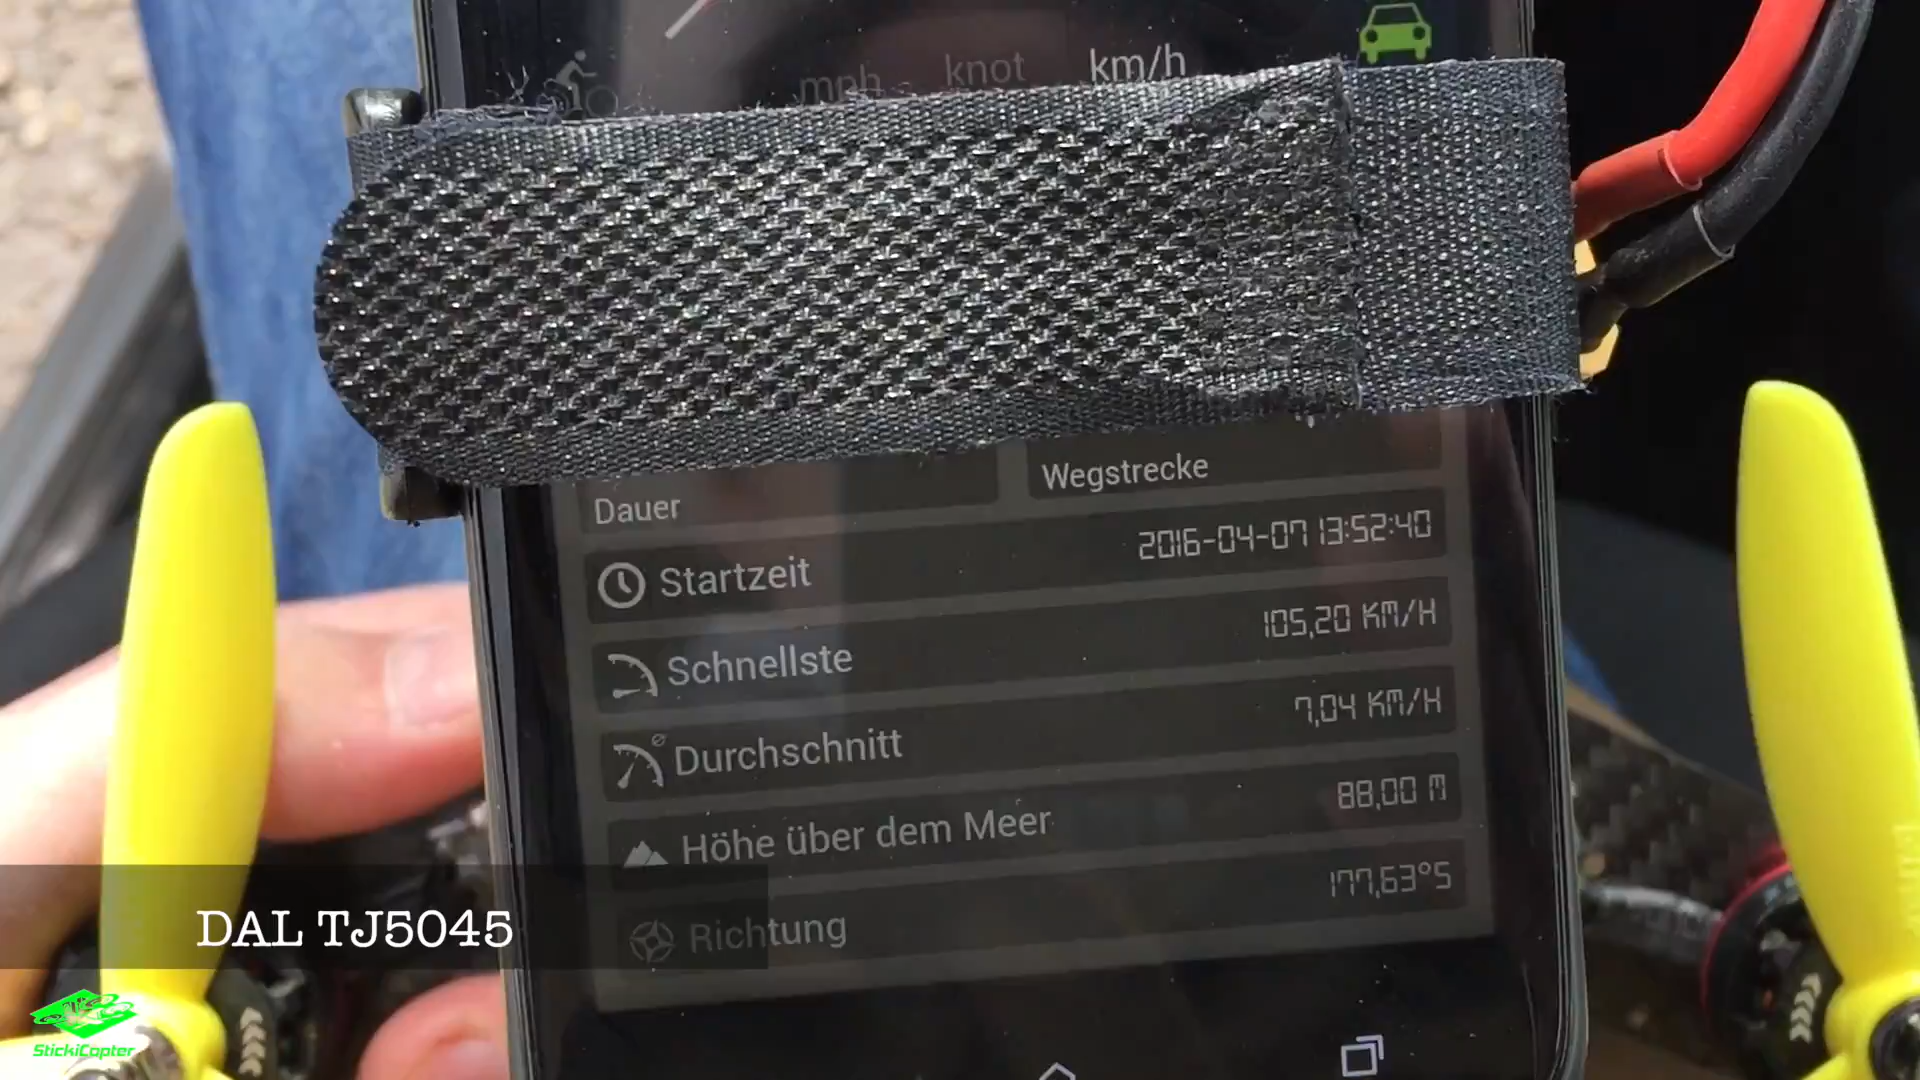 mph knot km/h
Dauer
Wegstrecke
Startzeit
2016-04-07 13:52:40
Schnellste
105,20 KM/H
Durchschnitt
7,04 KM/H
Höhe über dem Meer
88,00 M
Richtung
177,63°S
DAL TJ5045
StickiCopter